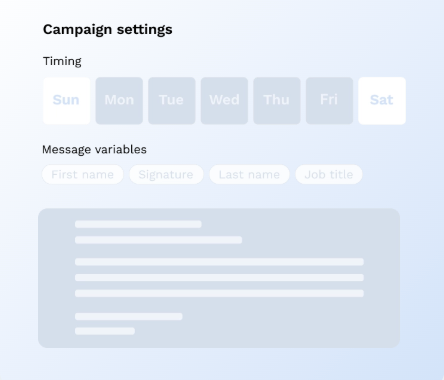 Campaign settings
Timing
Sun Mon Tue Wed Thu Fri Sat
Message variables
First name Signature Last name Job title